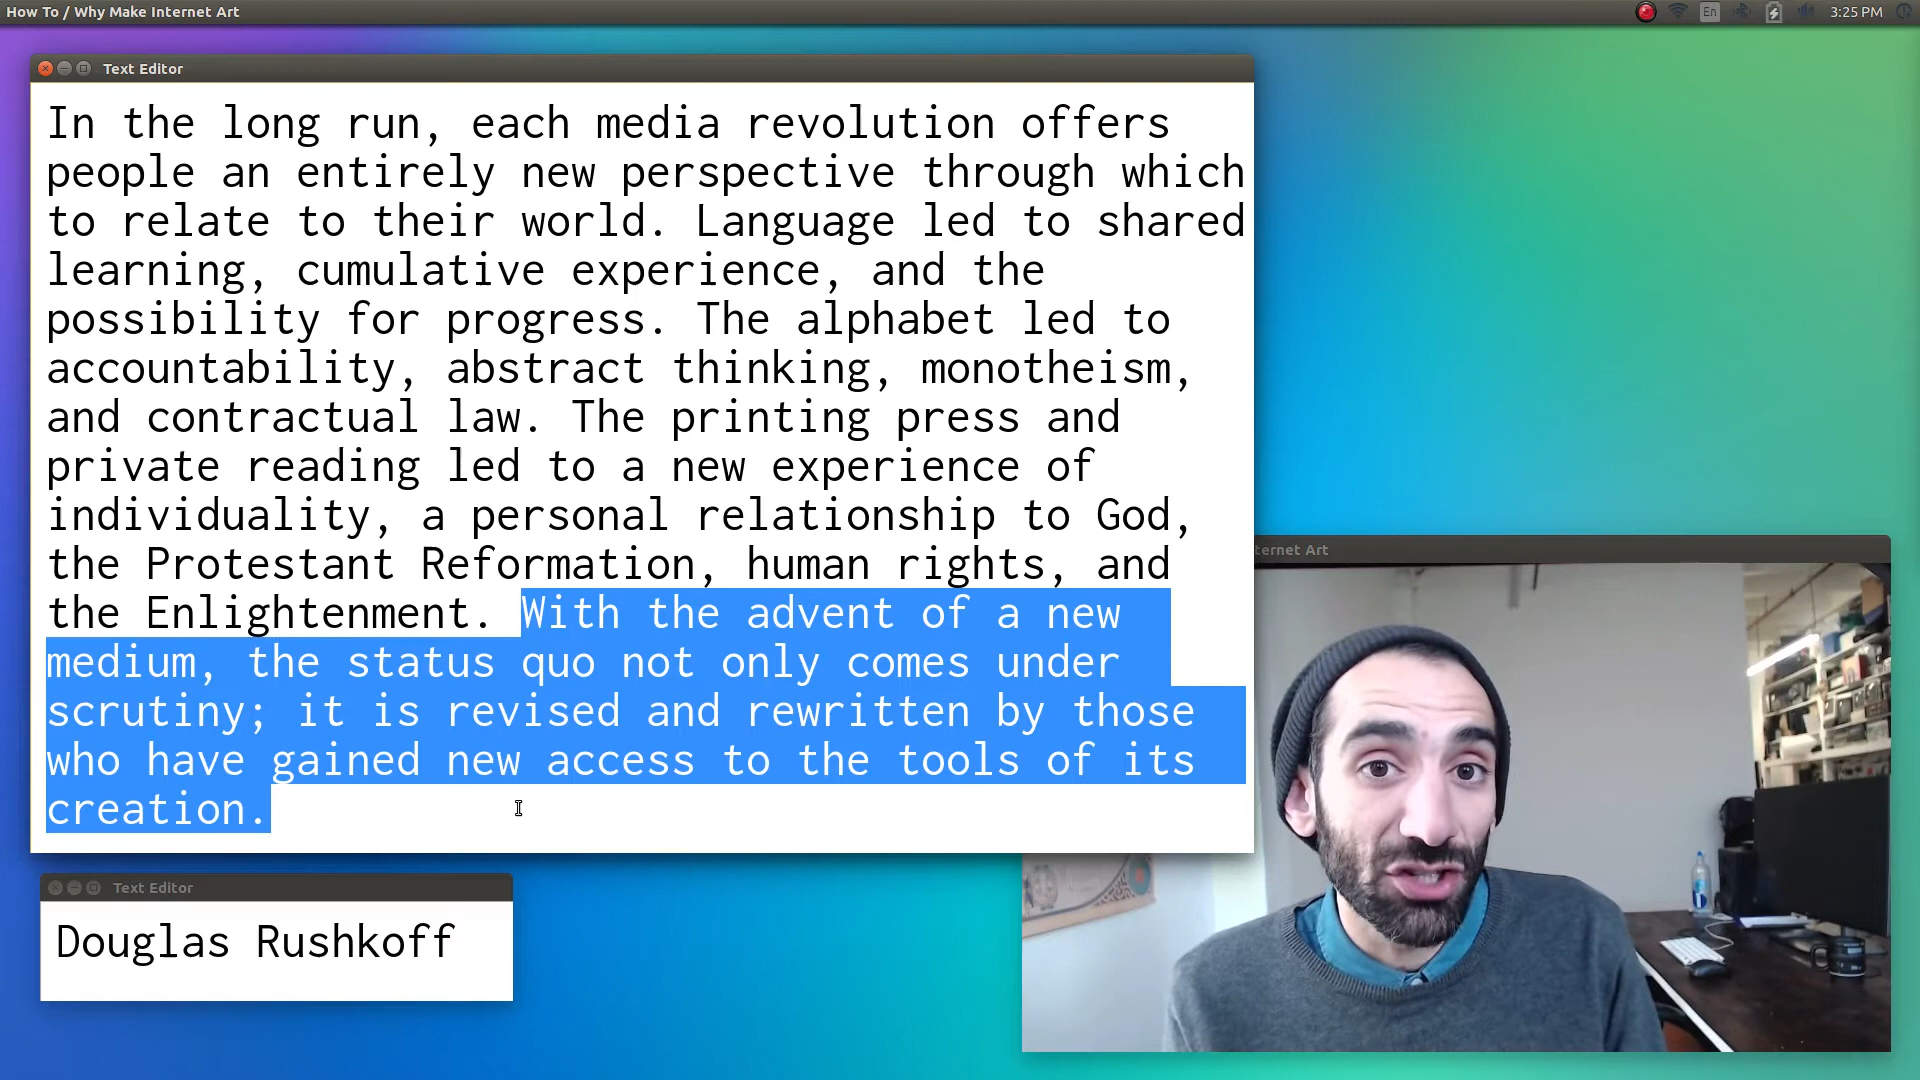 How To / Why Make Internet Art
En
3:25 PM
Text Editor
In the long run, each media revolution offers
people an entirely new perspective through which
to relate to their world. Language led to shared
learning, cumulative experience, and the
possibility for progress. The alphabet led to
accountability, abstract thinking, monotheism,
and contractual law. The printing press and
private reading led to a new experience of
individuality, a personal relationship to God,
the Protestant Reformation, human rights, and
the Enlightenment. With the advent of a new
medium, the status quo not only comes under
scrutiny; it is revised and rewritten by those
who have gained new access to the tools of its
creation.
ternet Art
Text Editor
Douglas Rushkoff